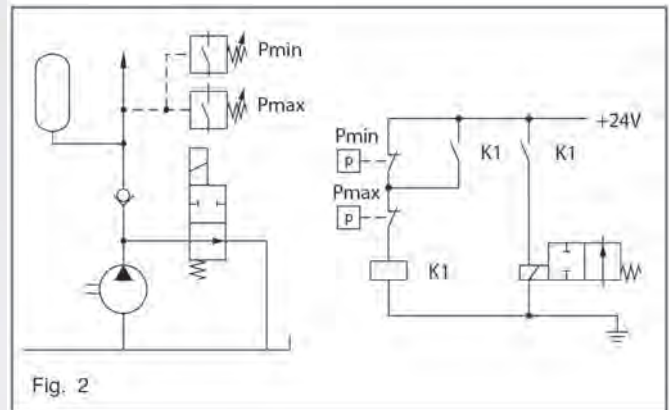 Pmin
Pmax
+24V
Pmin
K1
K1
P
Pmax
P
K1
Fig. 2